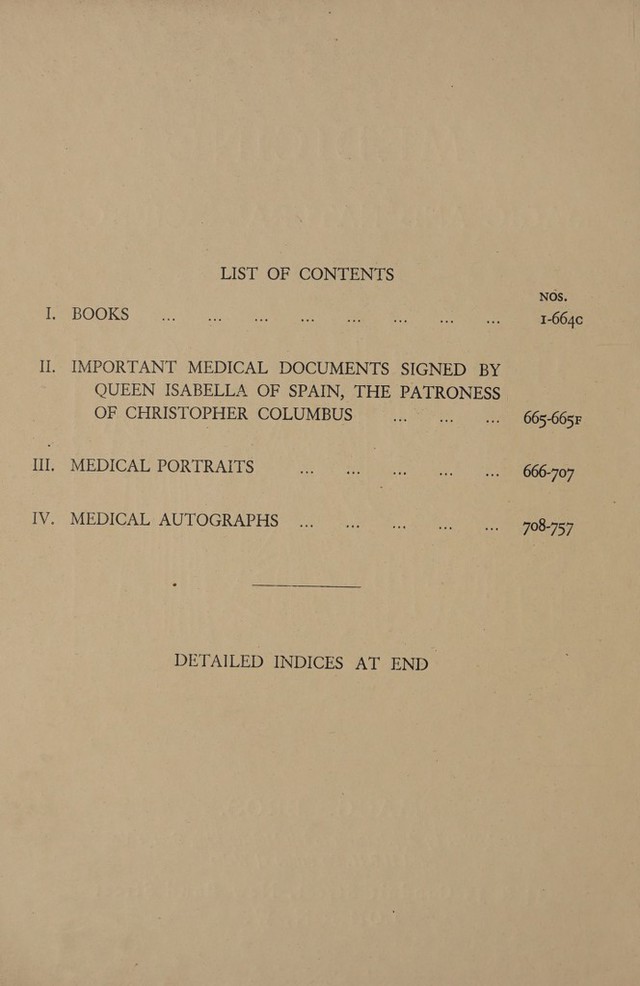 LIST OF CONTENTS
NOS.
I. BOOKS ... ... ... ... ... ... ... ... 1-664C
II. IMPORTANT MEDICAL DOCUMENTS SIGNED BY
QUEEN ISABELLA OF SPAIN, THE PATRONESS
OF CHRISTOPHER COLUMBUS ... ... ... 665-665F
III. MEDICAL PORTRAITS ... ... ... ... ... 666-707
IV. MEDICAL AUTOGRAPHS ... ... ... ... ... 708-757
DETAILED INDICES AT END